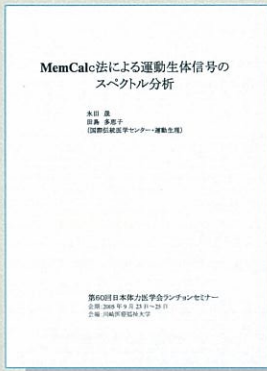 MemCalc法による運動生体信号の
スペクトル分析
永田 晟
田島 多恵子
(国際伝統医学センター・運動生理)
第60回日本体力医学会ランチョンセミナー
会期:2005年9月23日～25日
会場:川崎医療福祉大学